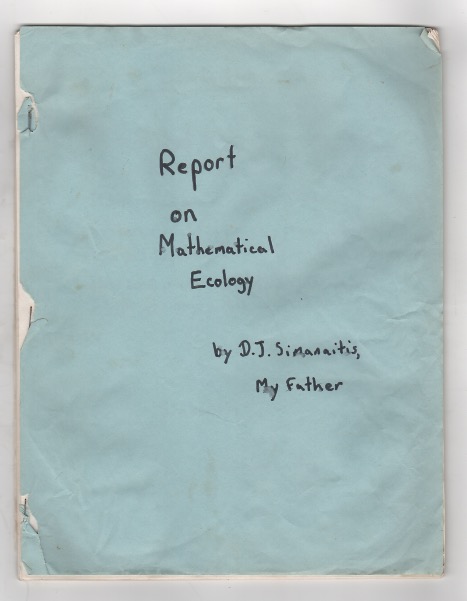 Report
on
Mathematical
Ecology
by D.J. Simanaitis,
My Father